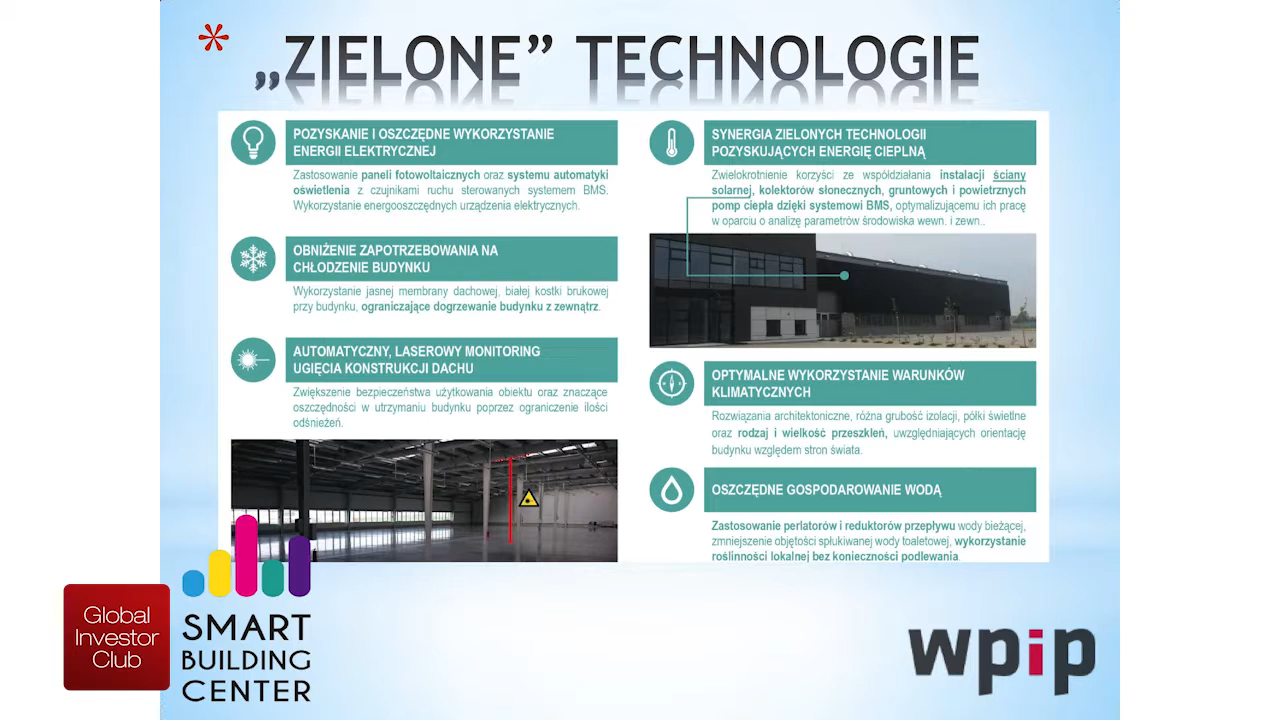 * „ZIELONE” TECHNOLOGIE
POZYSKANIE I OSZCZĘDNE WYKORZYSTANIE
ENERGII ELEKTRYCZNEJ
Zastosowanie paneli fotowoltaicznych oraz systemu automatyki
oświetlenia z czujnikami ruchu sterowanych systemem BMS.
Wykorzystanie energooszczędnych urządzenia elektrycznych.
OBNIŻENIE ZAPOTRZEBOWANIA NA
CHŁODZENIE BUDYNKU
Wykorzystanie jasnej membrany dachowej, białej kostki brukowej
przy budynku, ograniczające dogrzewanie budynku z zewnątrz.
AUTOMATYCZNY, LASEROWY MONITORING
UGIĘCIA KONSTRUKCJI DACHU
Zwiększenie bezpieczeństwa użytkowania obiektu oraz znaczące
oszczędności w utrzymaniu budynku poprzez ograniczenie ilości
odśnieżeń.
SYNERGIA ZIELONYCH TECHNOLOGII
POZYSKUJĄCYCH ENERGIĘ CIEPLNĄ
Zwielokrotnienie korzyści ze współdziałania instalacji ściany
solarnej, kolektorów słonecznych, gruntowych i powietrznych
pomp ciepła dzięki systemowi BMS, optymalizującemu ich pracę
w oparciu o analizę parametrów środowiska wewn. i zewn..
OPTYMALNE WYKORZYSTANIE WARUNKÓW
KLIMATYCZNYCH
Rozwiązania architektoniczne, różna grubość izolacji, półki świetlne
oraz rodzaj i wielkość przeszkleń, uwzględniających orientację
budynku względem stron świata.
OSZCZĘDNE GOSPODAROWANIE WODĄ
Zastosowanie perlatorów i reduktorów przepływu wody bieżącej,
zmniejszenie objętości spłukiwanej wody toaletowej, wykorzystanie
roślinności lokalnej bez konieczności podlewania.
Global
Investor
Club
SMART
BUILDING
CENTER
wpip